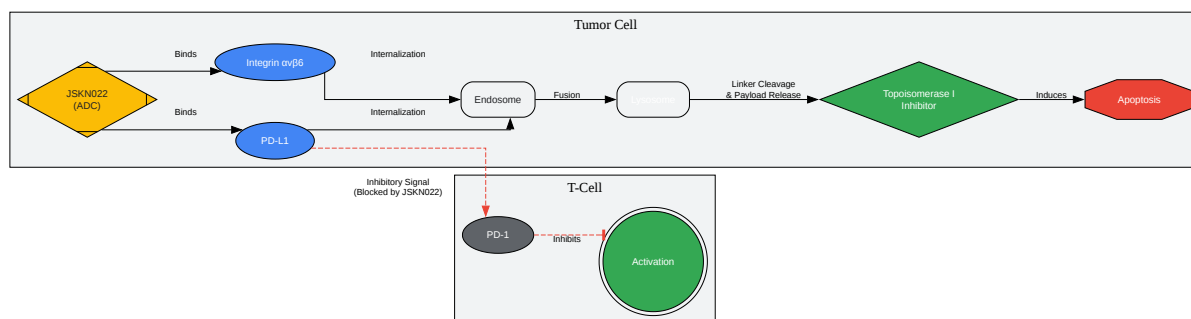 Tumor Cell
Binds
Integrin αvβ6
Internalization
JSKN022
(ADC)
Binds
PD-L1
Internalization
Endosome
Fusion
Lysosome
Linker Cleavage
& Payload Release
Topoisomerase I
Inhibitor
Induces
Apoptosis
Inhibitory Signal
(Blocked by JSKN022)
T-Cell
PD-1
Inhibits
Activation